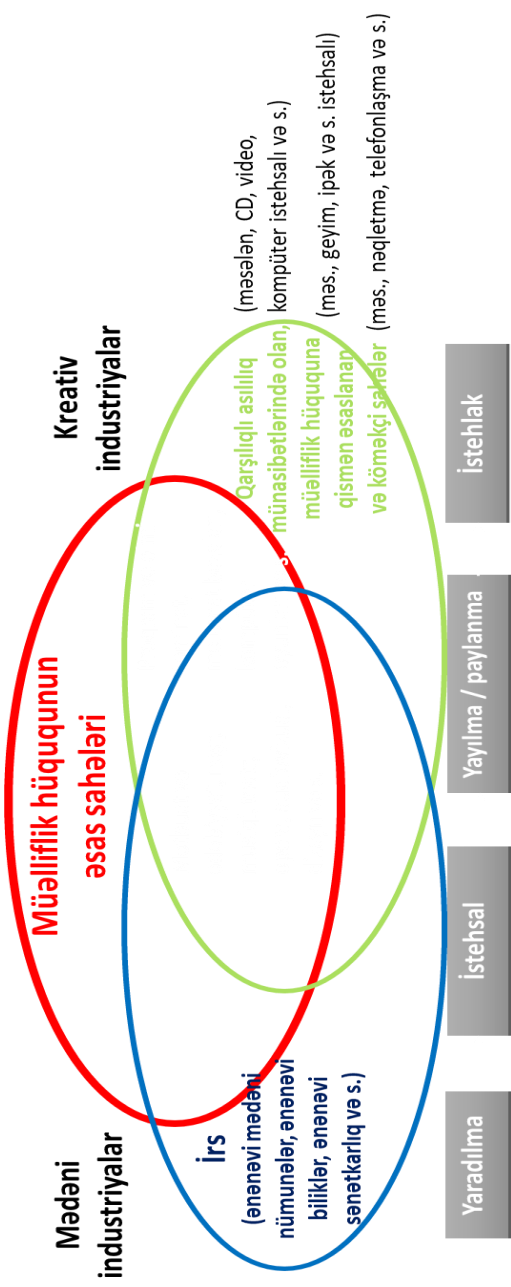 Mədəni
industriyalar
Kreativ
industriyalar
Müəlliflik hüququnun
əsas sahələri
İrs
(ənənəvi mədəni
nümunələr, ənənəvi
biliklər, ənənəvi
sənətkarlıq və s.)
Qarşılıqlı asılılıq
münasibətlərində olan,
müəlliflik hüququna
qismən əsaslanan
və köməkçi sahələr
(məsələn, CD, video,
kompüter istehsalı və s.)
(məs., geyim, ipək və s. istehsalı)
(məs., nəqletmə, telefonlaşma və s.)
Yaradılma
İstehsal
Yayılma / paylanma
İstehlak